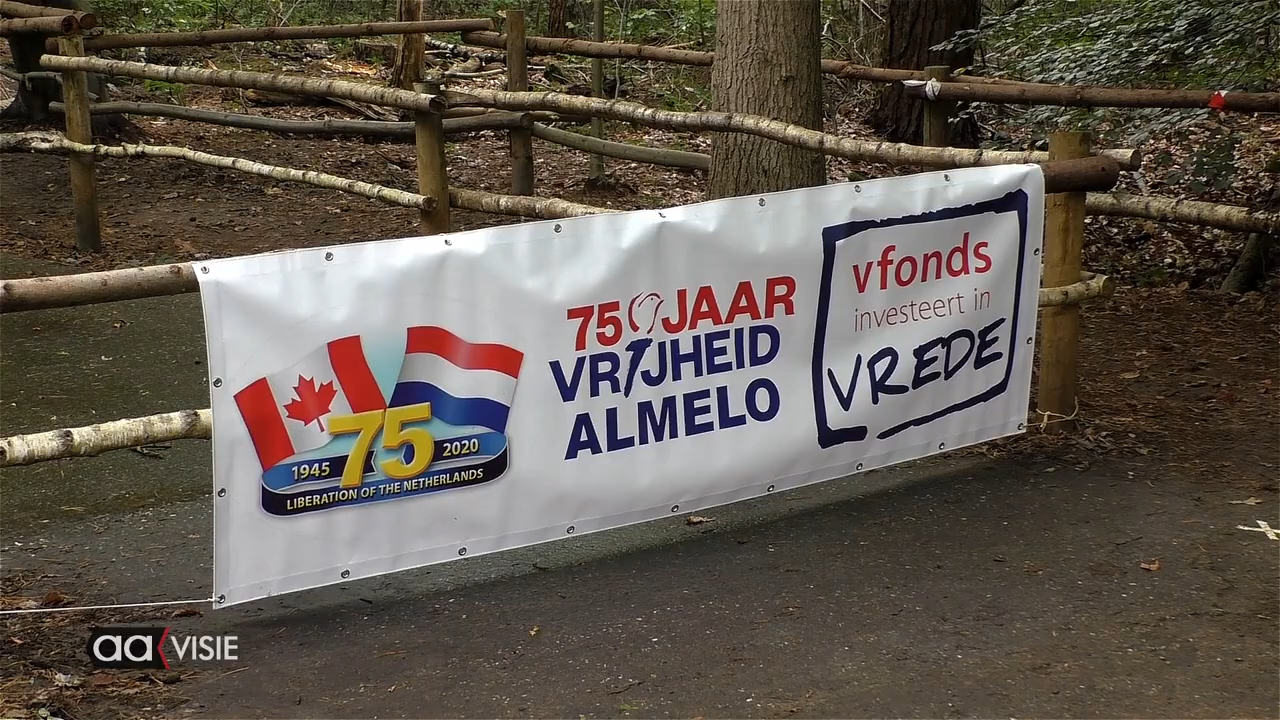 75
1945 2020
LIBERATION OF THE NETHERLANDS
75 JAAR
VRIJHEID
ALMELO
vfonds
investeert in
VREDE
aa VISIE